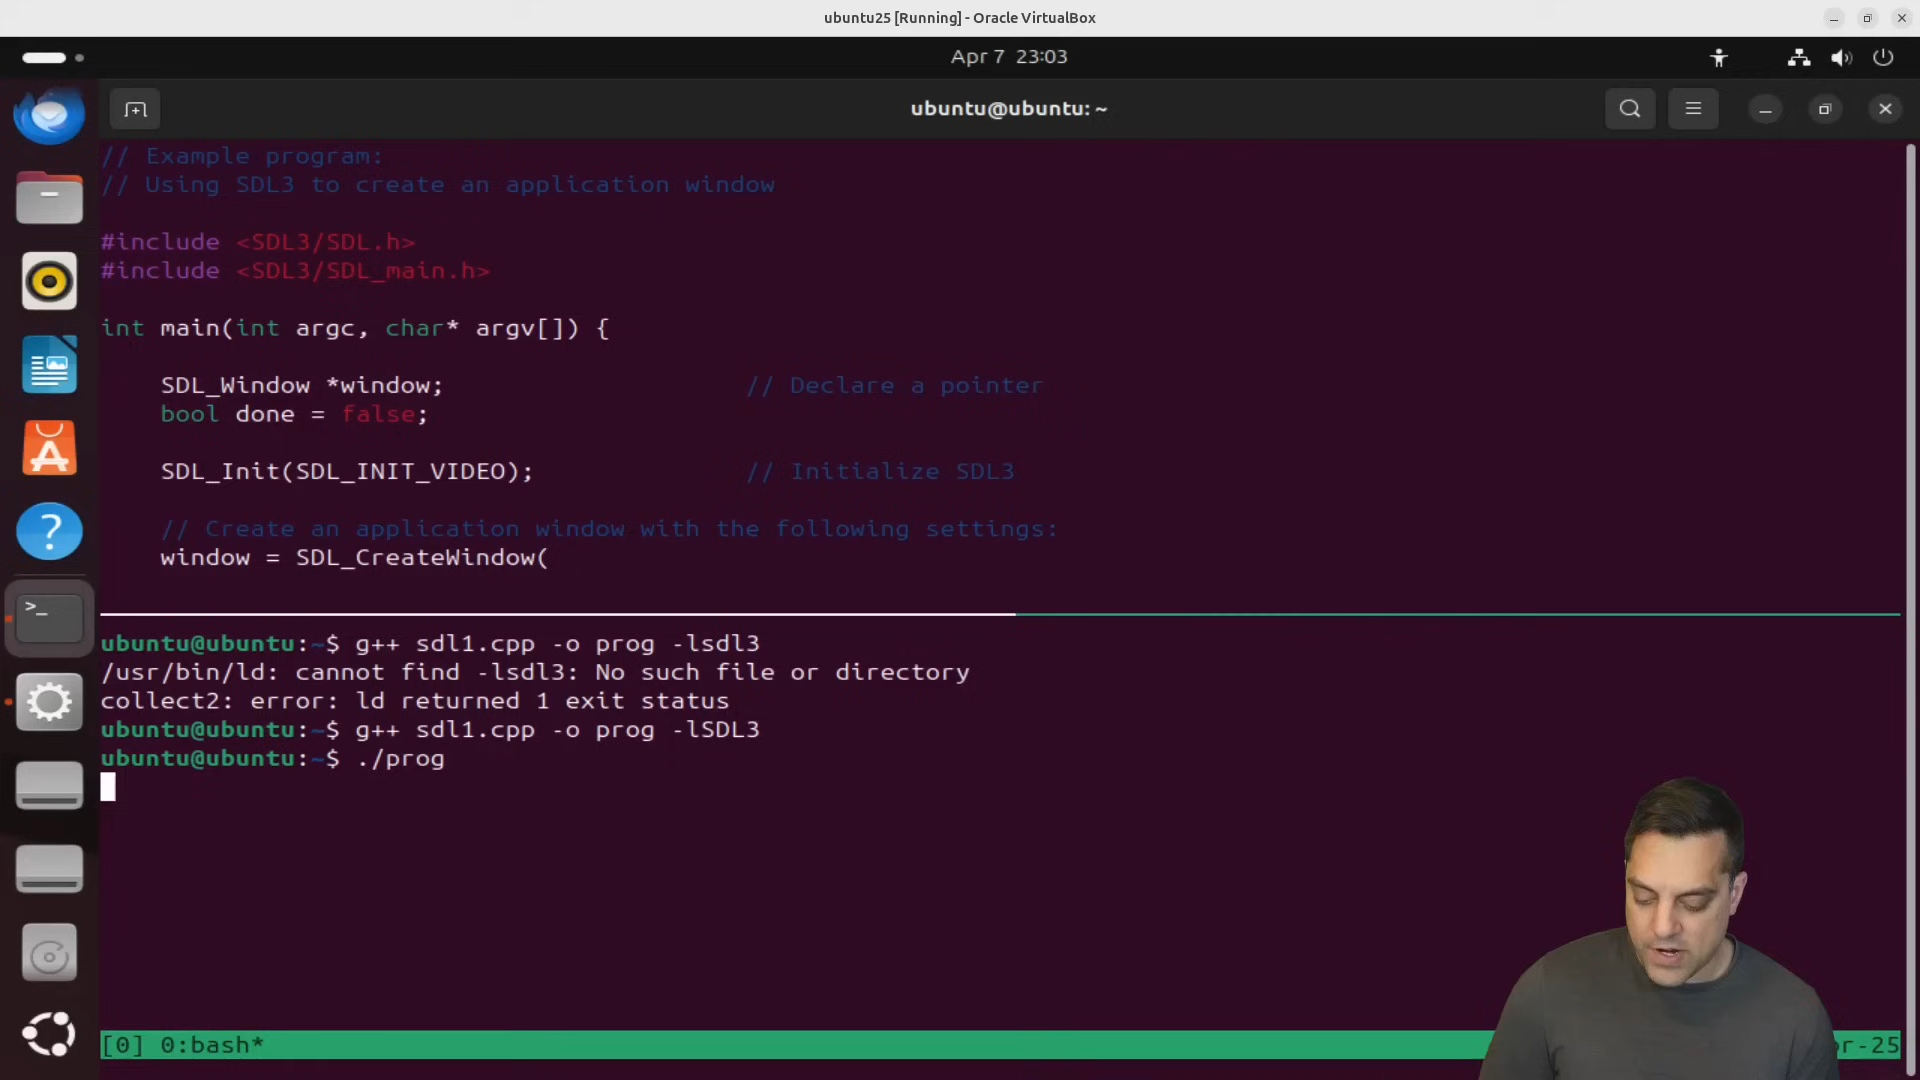 ubuntu25 [Running] - Oracle VirtualBox
Apr 7 23:03
ubuntu@ubuntu: ~
// Example program:
// Using SDL3 to create an application window
#include <SDL3/SDL.h>
#include <SDL3/SDL_main.h>
int main(int argc, char* argv[]) {
SDL_Window *window; // Declare a pointer
bool done = false;
SDL_Init(SDL_INIT_VIDEO); // Initialize SDL3
// Create an application window with the following settings:
window = SDL_CreateWindow(
ubuntu@ubuntu:~$ g++ sdl1.cpp -o prog -lsdl3
/usr/bin/ld: cannot find -lsdl3: No such file or directory
collect2: error: ld returned 1 exit status
ubuntu@ubuntu:~$ g++ sdl1.cpp -o prog -lSDL3
ubuntu@ubuntu:~$ ./prog
[0] 0:bash* r-25